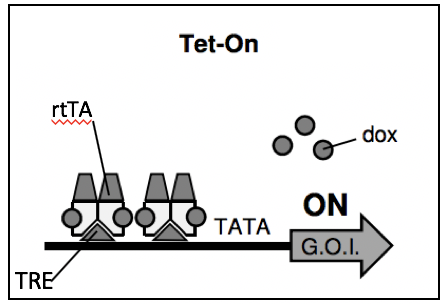 Tet-On
rtTA
dox
ON
TATA
G.O.I.
TRE